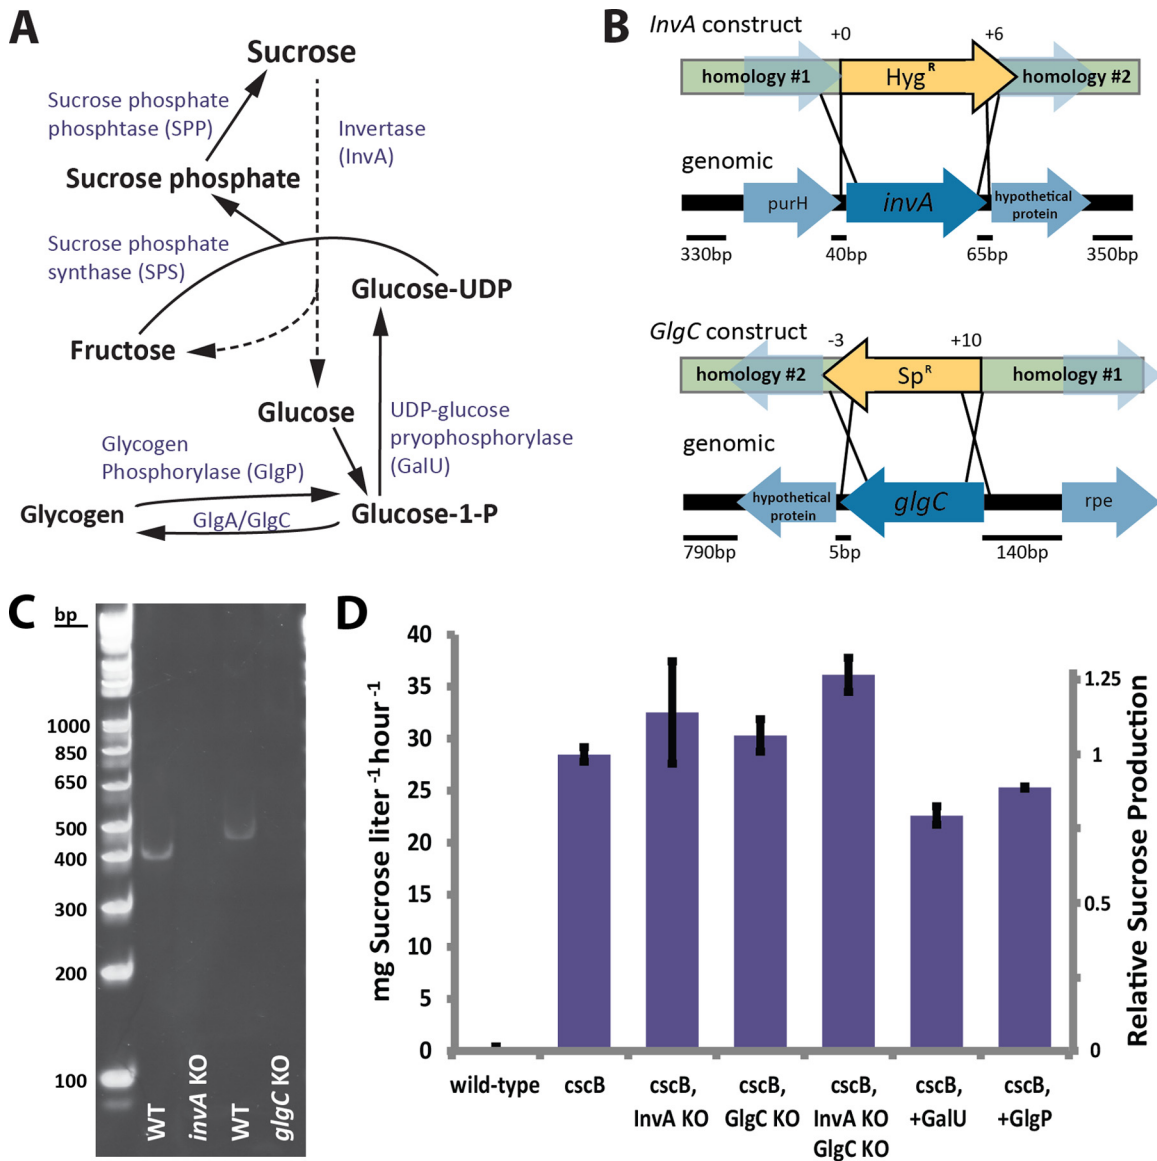 A
Sucrose
Sucrose phosphate
phosphtase (SPP)
Invertase
(InvA)
Sucrose phosphate
Sucrose phosphate
synthase (SPS)
Glucose-UDP
Fructose
Glucose
UDP-glucose
pryophosphorylase
(GalU)
Glycogen
Phosphorylase (GlgP)
Glycogen
GlgA/GlgC
Glucose-1-P
B
InvA construct
+0
+6
homology #1
Hyg R
homology #2
genomic
purH
invA
hypothetical
protein
330bp
40bp
65bp
350bp
GlgC construct
-3
+10
homology #2
Sp R
homology #1
genomic
hypothetical
protein
glgC
rpe
790bp
5bp
140bp
C
bp
1000
850
650
500
400
300
200
100
WT
invA KO
WT
glgC KO
D
mg Sucrose liter -1 hour -1
40
35
30
25
20
15
10
5
0
Relative Sucrose Production
1.25
1
0.5
0
wild-type
cscB
cscB,
InvA KO
cscB,
GlgC KO
cscB,
InvA KO
GlgC KO
cscB,
+GalU
cscB,
+GlgP